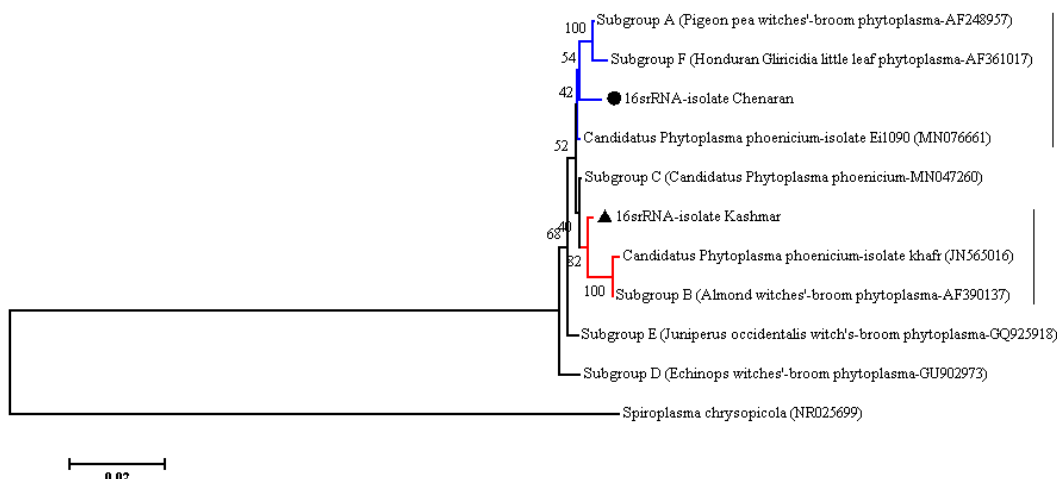 100
Subgroup A (Pigeon pea witches'-broom phytoplasma-AF248957)
54
Subgroup F (Honduran Gliricidia little leaf phytoplasma-AF361017)
42
16srRNA-isolate Chenaran
52
Candidatus Phytoplasma phoenicium-isolate Ei1090 (MN076661)
Subgroup C (Candidatus Phytoplasma phoenicium-MN047260)
16srRNA-isolate Kashmar
68
40
82
Candidatus Phytoplasma phoenicium-isolate khafr (JN565016)
100
Subgroup B (Almond witches'-broom phytoplasma-AF390137)
Subgroup E (Juniperus occidentalis witch's-broom phytoplasma-GQ925918)
Subgroup D (Echinops witches'-broom phytoplasma-GU902973)
Spiroplasma chrysopicola (NR025699)
0.02